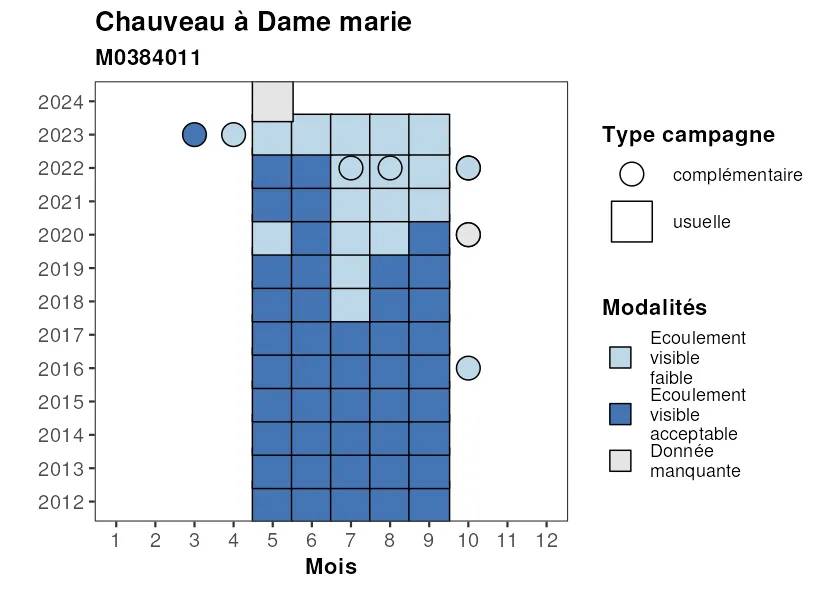 Chauveau à Dame marie
M0384011
2024
2023
2022
2021
2020
2019
2018
2017
2016
2015
2014
2013
2012
1 2 3 4 5 6 7 8 9 10 11 12
Mois
Type campagne
complémentaire
usuelle
Modalités
Ecoulement
visible
faible
Ecoulement
visible
acceptable
Donnée
manquante